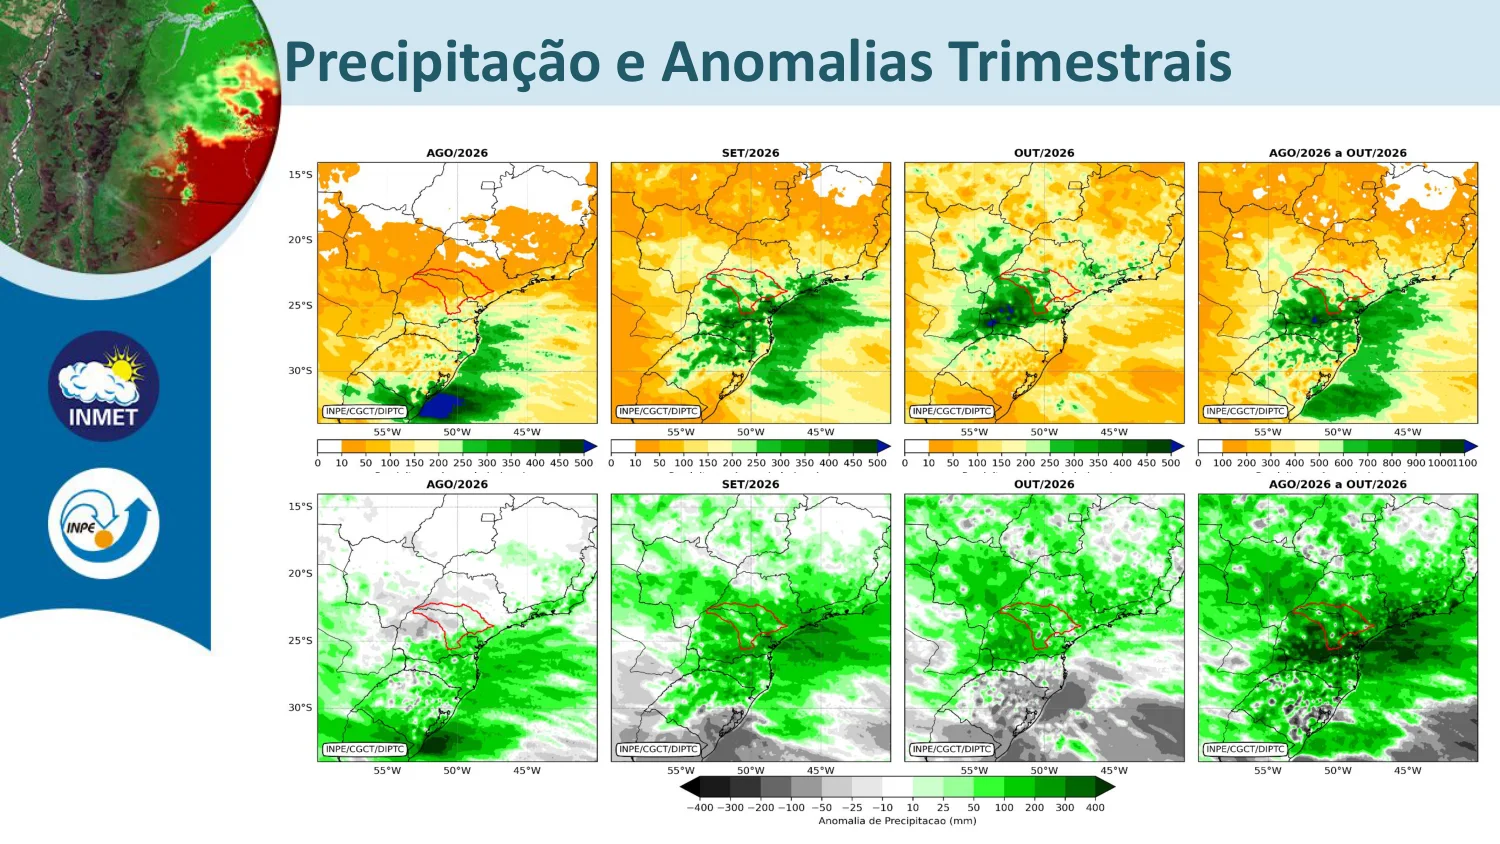 Precipitação e Anomalias Trimestrais
AGO/2026 SET/2026 OUT/2026 AGO/2026 a OUT/2026
15°S
20°S
25°S
30°S
INPE/CGCT/DIPTC INPE/CGCT/DIPTC INPE/CGCT/DIPTC INPE/CGCT/DIPTC
55°W 50°W 45°W 55°W 50°W 45°W 55°W 50°W 45°W 55°W 50°W 45°W
0 10 50 100 150 200 250 300 350 400 450 500 0 10 50 100 150 200 250 300 350 400 450 500 0 10 50 100 150 200 250 300 350 400 450 500 0 100 200 300 400 500 600 700 800 900 1000 1100
AGO/2026 SET/2026 OUT/2026 AGO/2026 a OUT/2026
15°S
20°S
25°S
30°S
INPE/CGCT/DIPTC INPE/CGCT/DIPTC INPE/CGCT/DIPTC INPE/CGCT/DIPTC
55°W 50°W 45°W 55°W 50°W 45°W 55°W 50°W 45°W 55°W 50°W 45°W
−400 −300 −200 −100 −50 −25 −10 10 25 50 100 200 300 400
Anomalia de Precipitacao (mm)
INMET
INPE